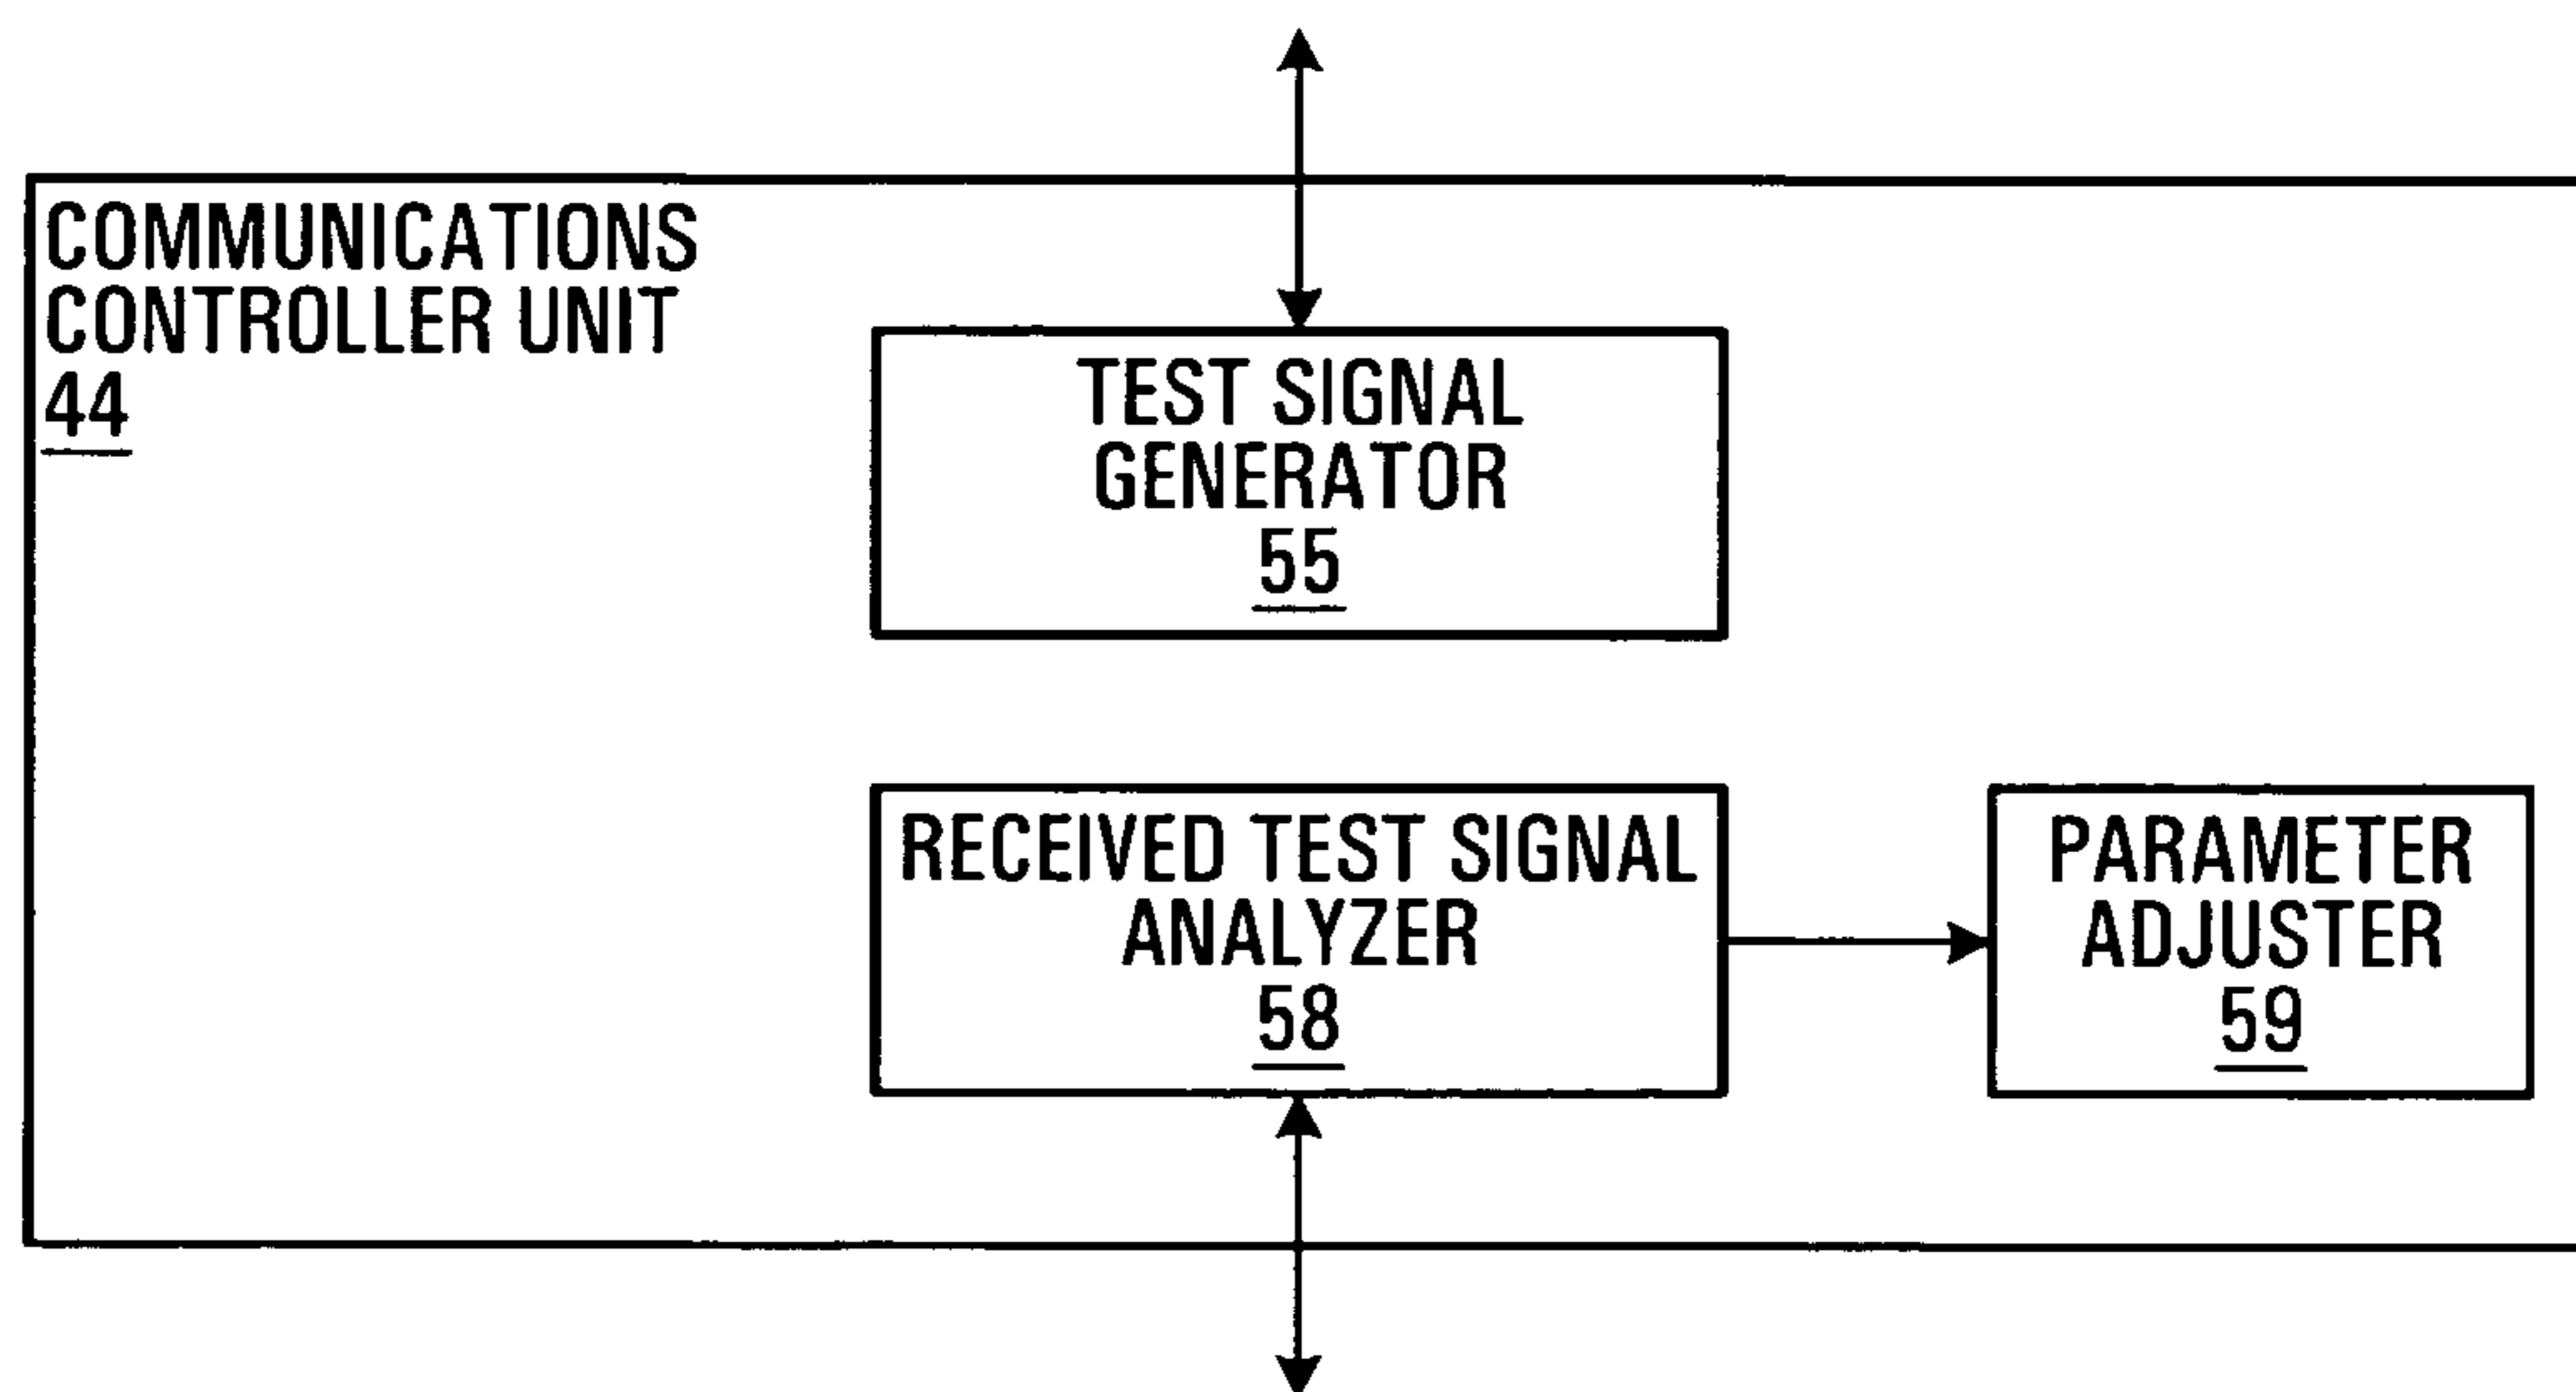 COMMUNICATIONS
CONTROLLER UNIT
44
TEST SIGNAL
GENERATOR
55
RECEIVED TEST SIGNAL
ANALYZER
58
PARAMETER
ADJUSTER
59